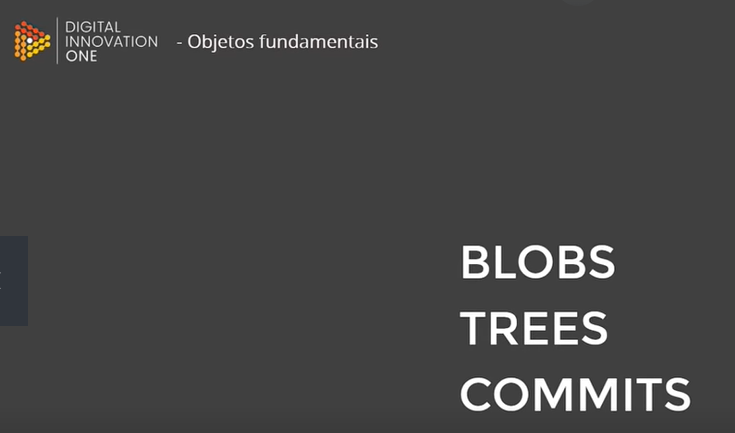 DIGITAL
INNOVATION
ONE
- Objetos fundamentais
BLOBS
TREES
COMMITS